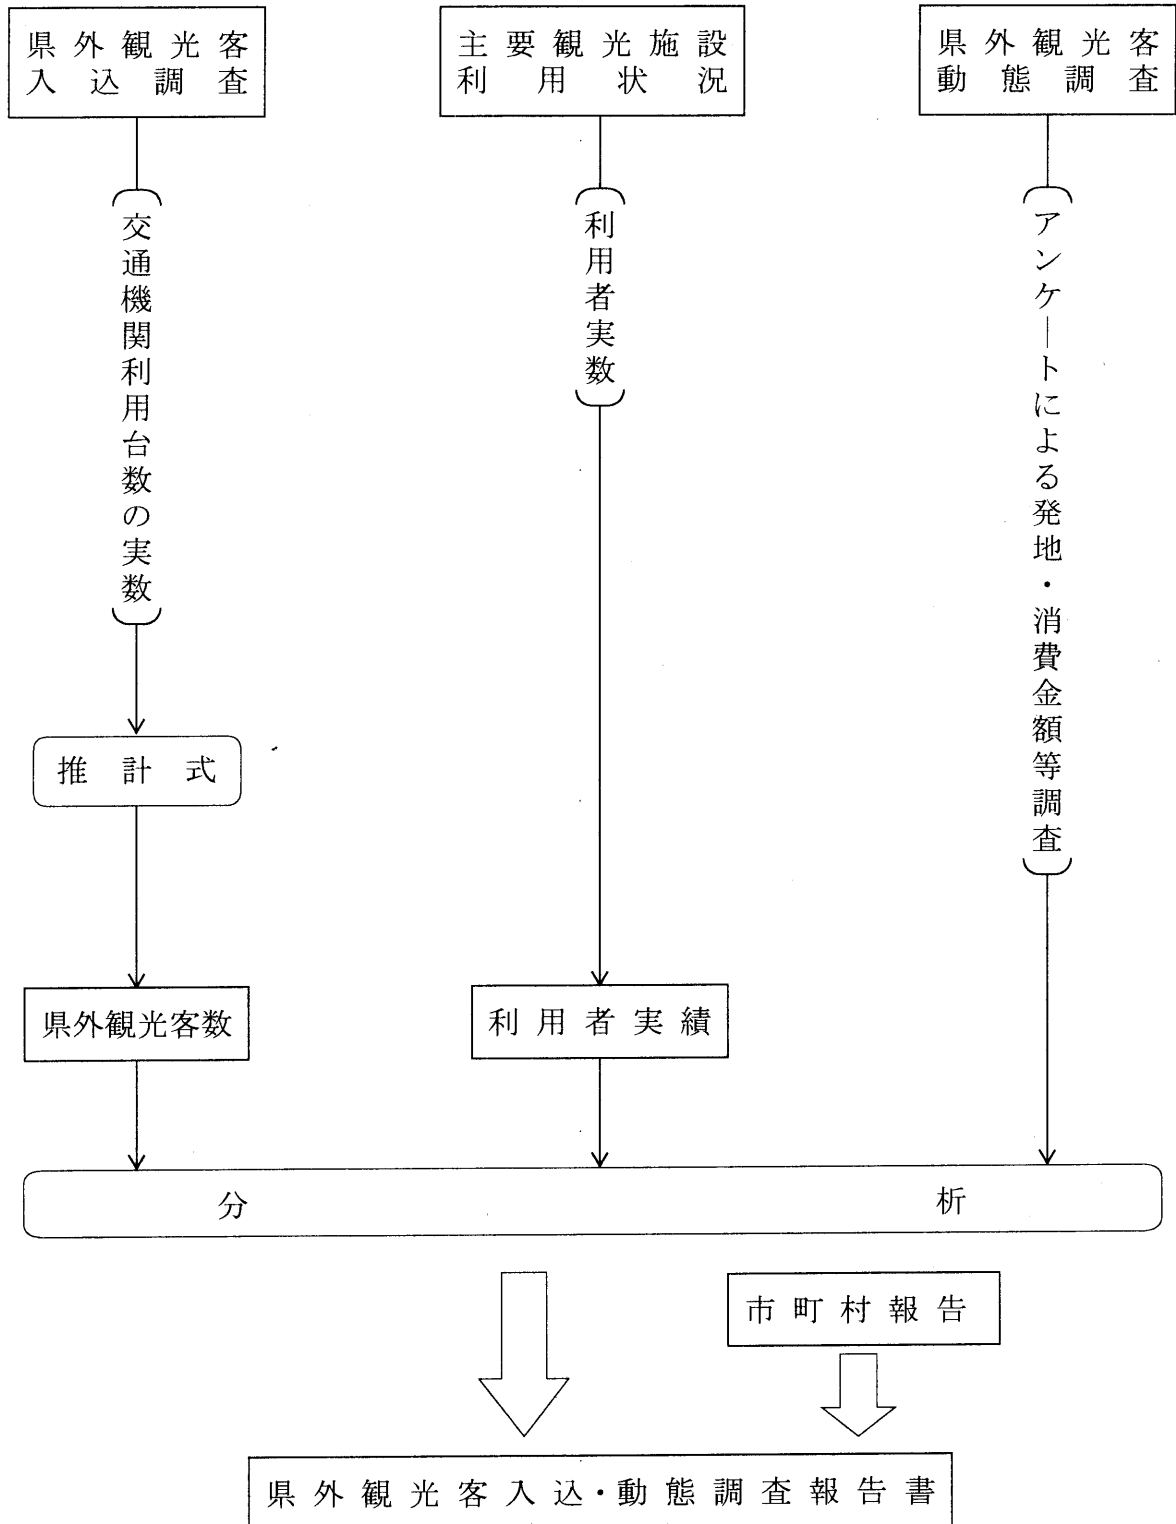 県外観光客
入込調査
主要観光施設
利用状況
県外観光客
動態調査
交通機関利用台数の実数
利用者実数
アンケートによる発地・消費金額等調査
推計式
県外観光客数
利用者実績
分析
市町村報告
県外観光客入込・動態調査報告書